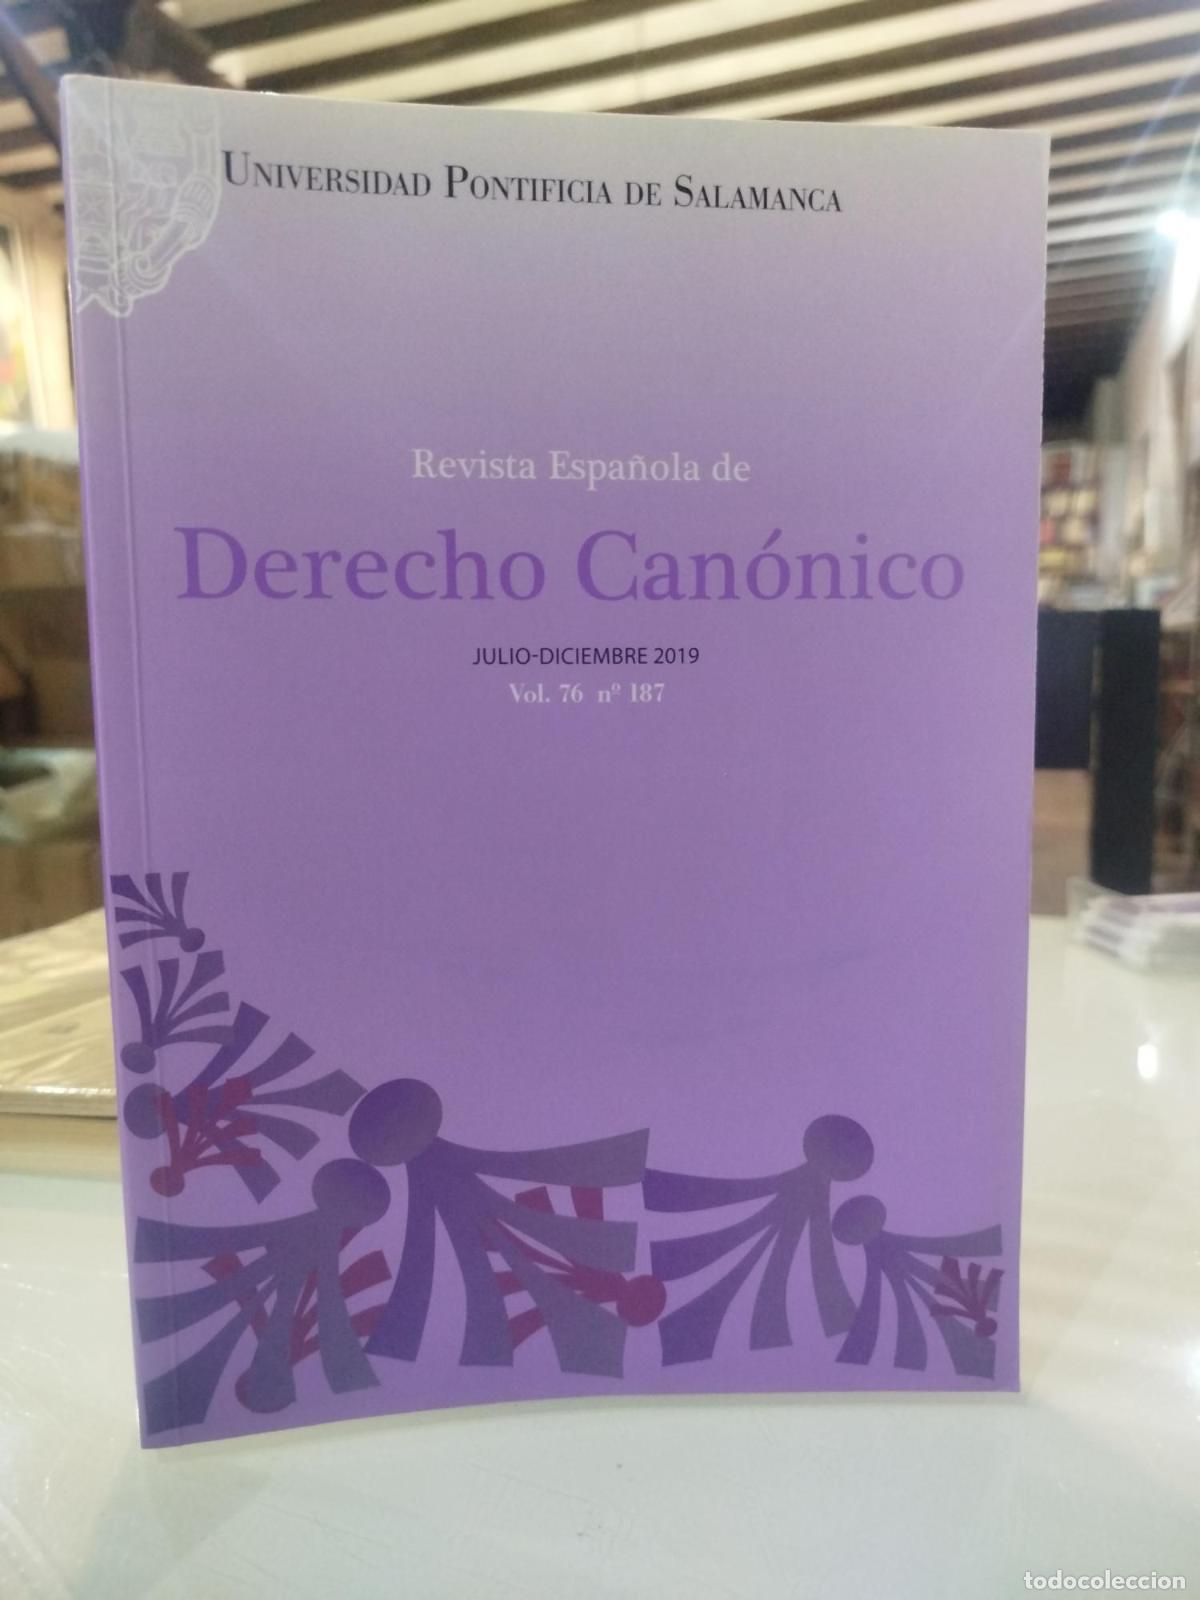 UNIVERSIDAD PONTIFICIA DE SALAMANCA
Revista Española de
Derecho Canónico
JULIO-DICIEMBRE 2019
Vol. 76 nº 187
todocoleccion